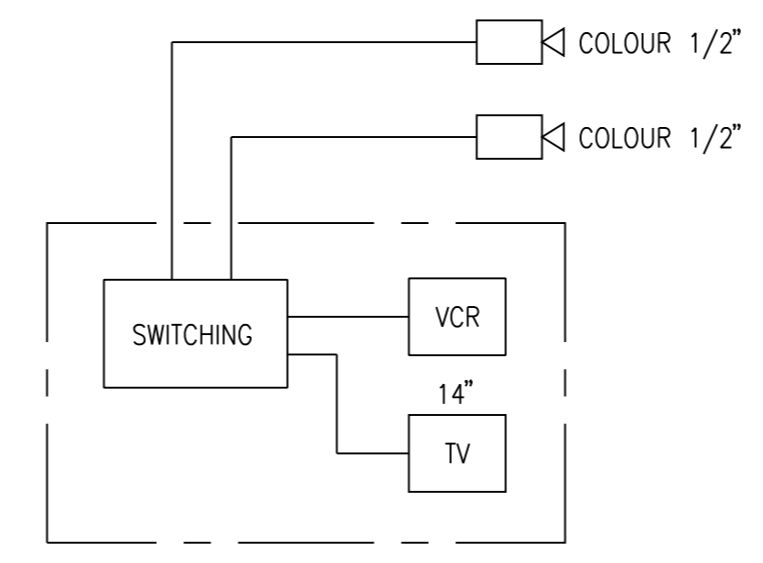 COLOUR 1/2”
COLOUR 1/2”
SWITCHING
VCR
14”
TV